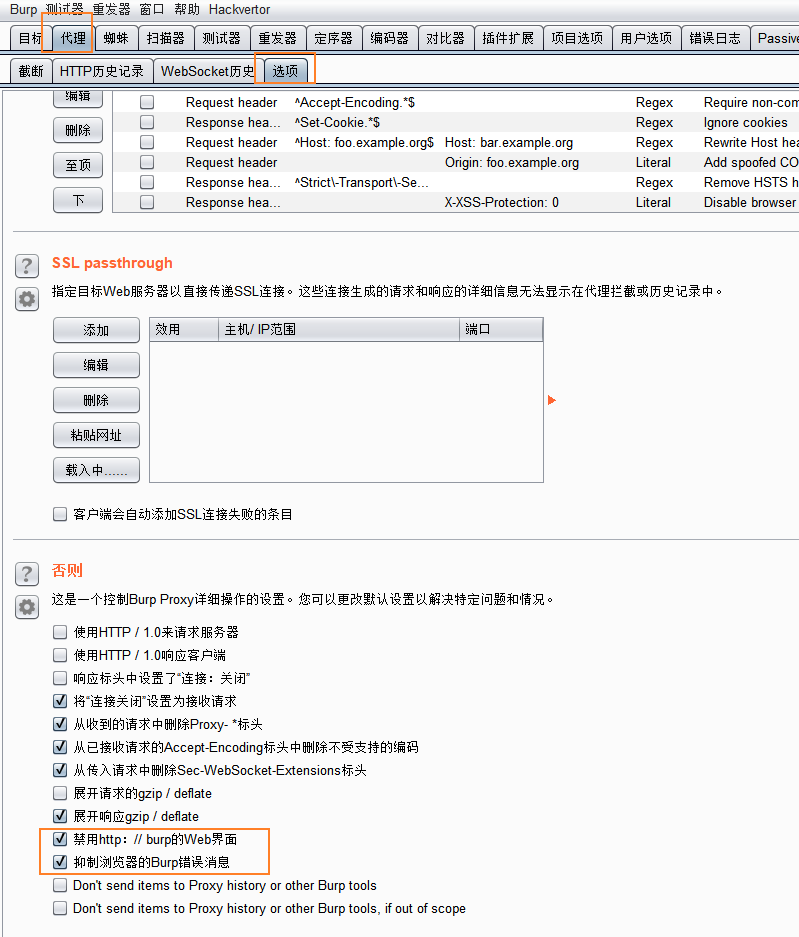 Burp 测试器 重发器 窗口 帮助 Hackvertor
目标 代理 蜘蛛 扫描器 测试器 重发器 定序器 编码器 对比器 插件扩展 项目选项 用户选项 错误日志 Passive
截断 HTTP历史记录 WebSocket历史 选项
编辑
删除
至顶
下
Request header ^Accept-Encoding.*$ Regex Require non-com
Response hea... ^Set-Cookie.*$ Regex Ignore cookies
Request header ^Host: foo.example.org$ Host: bar.example.org Regex Rewrite Host hea
Request header Origin: foo.example.org Literal Add spoofed CO
Response hea... ^Strict\-Transport\-Se... Regex Remove HSTS h
Response hea... X-XSS-Protection: 0 Literal Disable browser
SSL passthrough
指定目标Web服务器以直接传递SSL连接。这些连接生成的请求和响应的详细信息无法显示在代理拦截或历史记录中。
添加
编辑
删除
粘贴网址
载入中......
效用 主机/ IP范围 端口
客户端会自动添加SSL连接失败的条目
否则
这是一个控制Burp Proxy详细操作的设置。您可以更改默认设置以解决特定问题和情况。
使用HTTP / 1.0来请求服务器
使用HTTP / 1.0响应客户端
响应标头中设置了“连接：关闭”
将“连接关闭”设置为接收请求
从收到的请求中删除Proxy- *标头
从已接收请求的Accept-Encoding标头中删除不受支持的编码
从传入请求中删除Sec-WebSocket-Extensions标头
展开请求的gzip / deflate
展开响应gzip / deflate
禁用http：// burp的Web界面
抑制浏览器的Burp错误消息
Don't send items to Proxy history or other Burp tools
Don't send items to Proxy history or other Burp tools, if out of scope